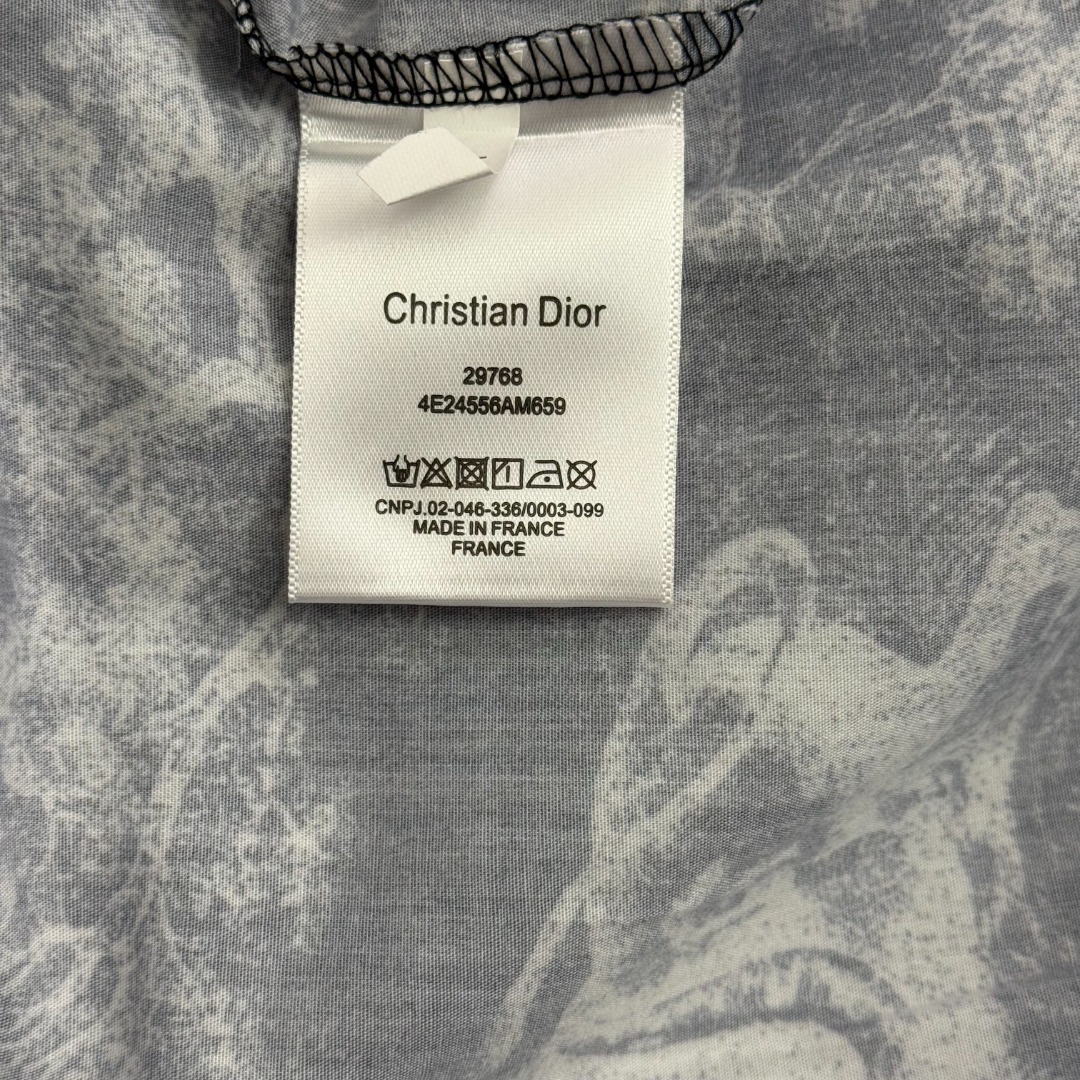 Christian Dior
29768
4E24556AM659
CNPJ.02-046-336/0003-099
MADE IN FRANCE
FRANCE